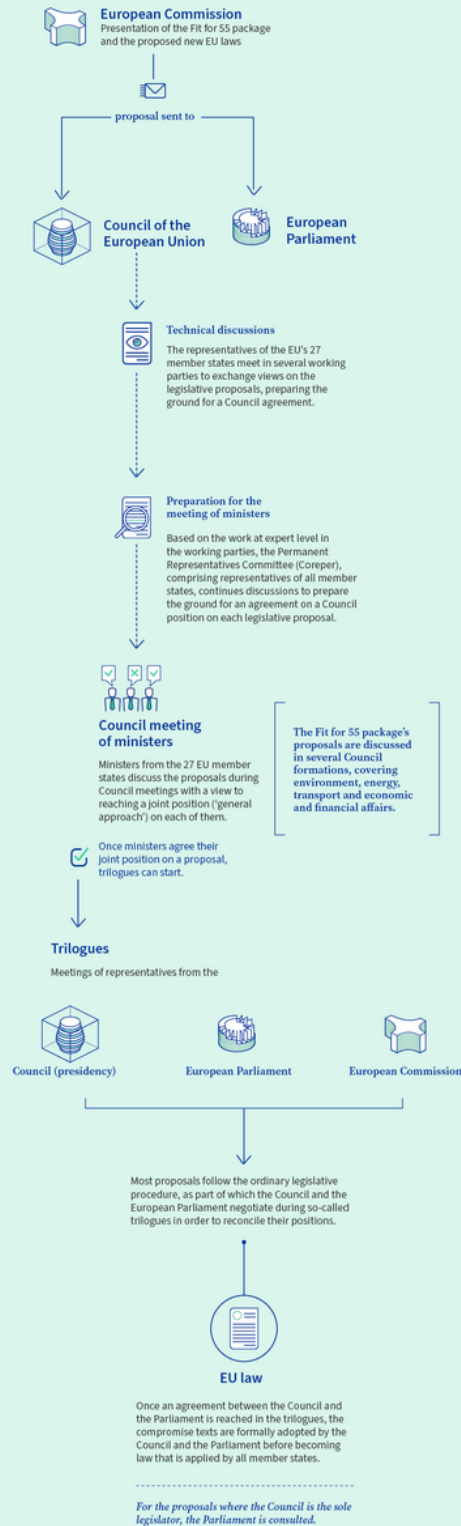 European Commission
Presentation of the Fit for 55 package
and the proposed new EU laws
proposal sent to
Council of the
European Union
European
Parliament
Technical discussions
The representatives of the EU's 27
member states meet in several working
parties to exchange views on the
legislative proposals, preparing the
ground for a Council agreement.
Preparation for the
meeting of ministers
Based on the work at expert level in
the working parties, the Permanent
Representatives Committee (Coreper),
comprising representatives of all member
states, continues discussions to prepare
the ground for an agreement on a Council
position on each legislative proposal.
Council meeting
of ministers
Ministers from the 27 EU member
states discuss the proposals during
Council meetings with a view to
reaching a joint position ('general
approach') on each of them.
The Fit for 55 package's
proposals are discussed
in several Council
formations, covering
environment, energy,
transport and economic
and financial affairs.
Once ministers agree their
joint position on a proposal,
trilogues can start.
Trilogues
Meetings of representatives from the
Council (presidency)
European Parliament
European Commission
Most proposals follow the ordinary legislative
procedure, as part of which the Council and the
European Parliament negotiate during so-called
trilogues in order to reconcile their positions.
EU law
Once an agreement between the Council and
the Parliament is reached in the trilogues, the
compromise texts are formally adopted by the
Council and the Parliament before becoming
law that is applied by all member states.
For the proposals where the Council is the sole
legislator, the Parliament is consulted.